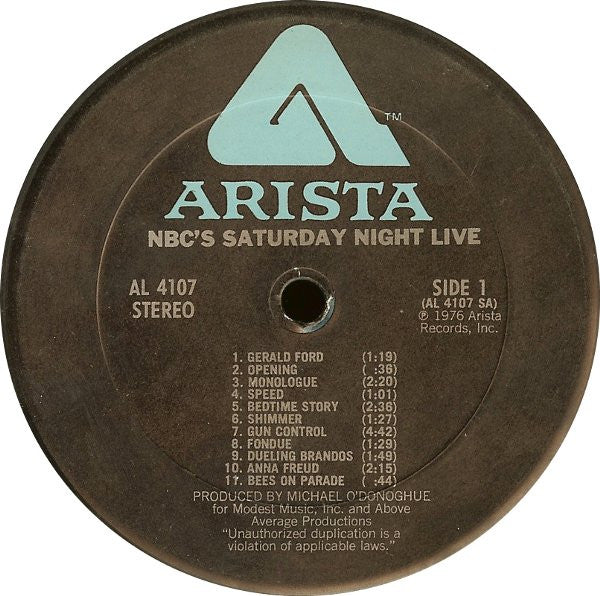 ™
ARISTA
NBC'S SATURDAY NIGHT LIVE
AL 4107
STEREO
SIDE 1
(AL 4107 SA)
℗ 1976 Arista
Records, Inc.
1. GERALD FORD (1:19)
2. OPENING ( :36)
3. MONOLOGUE (2:20)
4. SPEED (1:01)
5. BEDTIME STORY (2:36)
6. SHIMMER (1:27)
7. GUN CONTROL (4:42)
8. FONDUE (1:29)
9. DUELING BRANDOS (1:49)
10. ANNA FREUD (2:15)
11. BEES ON PARADE ( :44)
PRODUCED BY MICHAEL O'DONOGHUE
for Modest Music, Inc. and Above
Average Productions
"Unauthorized duplication is a
violation of applicable laws."